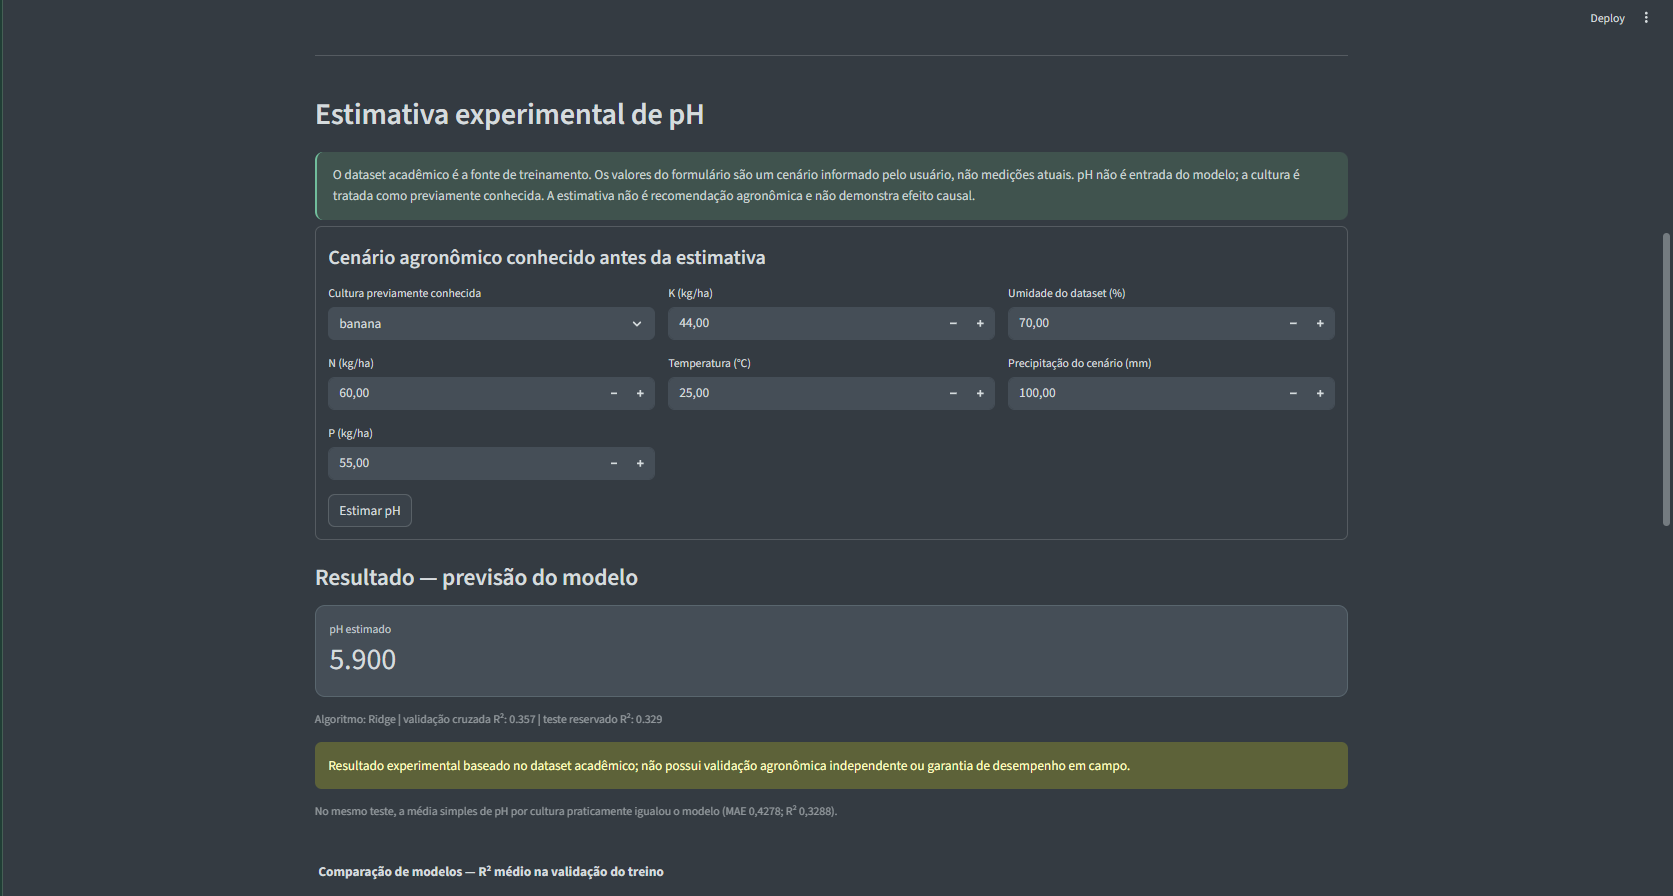 Deploy
Estimativa experimental de pH
O dataset acadêmico é a fonte de treinamento. Os valores do formulário são um cenário informado pelo usuário, não medições atuais. pH não é entrada do modelo; a cultura é
tratada como previamente conhecida. A estimativa não é recomendação agronômica e não demonstra efeito causal.
Cenário agronômico conhecido antes da estimativa
Cultura previamente conhecida
banana
K (kg/ha)
44,00
Umidade do dataset (%)
70,00
N (kg/ha)
60,00
Temperatura (°C)
25,00
Precipitação do cenário (mm)
100,00
P (kg/ha)
55,00
Estimar pH
Resultado — previsão do modelo
pH estimado
5.900
Algoritmo: Ridge | validação cruzada R²: 0.357 | teste reservado R²: 0.329
Resultado experimental baseado no dataset acadêmico; não possui validação agronômica independente ou garantia de desempenho em campo.
No mesmo teste, a média simples de pH por cultura praticamente igualou o modelo (MAE 0,4278; R² 0,3288).
Comparação de modelos — R² médio na validação do treino